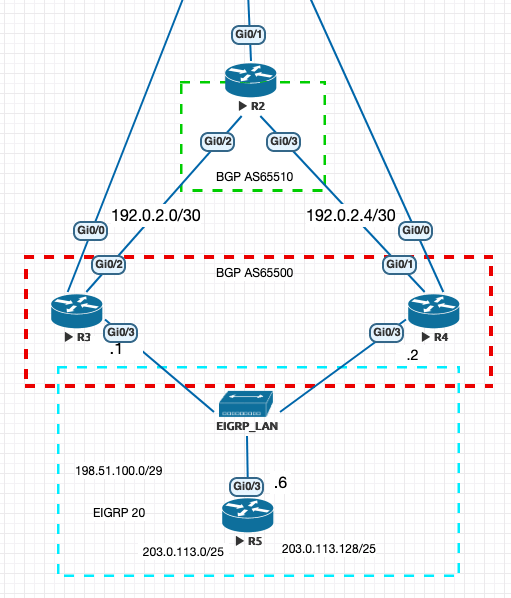 Gi0/1
R2
Gi0/2
Gi0/3
BGP AS65510
192.0.2.0/30
192.0.2.4/30
Gi0/0
Gi0/0
Gi0/2
BGP AS65500
Gi0/1
R3
Gi0/3
.1
Gi0/3
R4
.2
EIGRP_LAN
198.51.100.0/29
Gi0/3
.6
EIGRP 20
R5
203.0.113.0/25
203.0.113.128/25